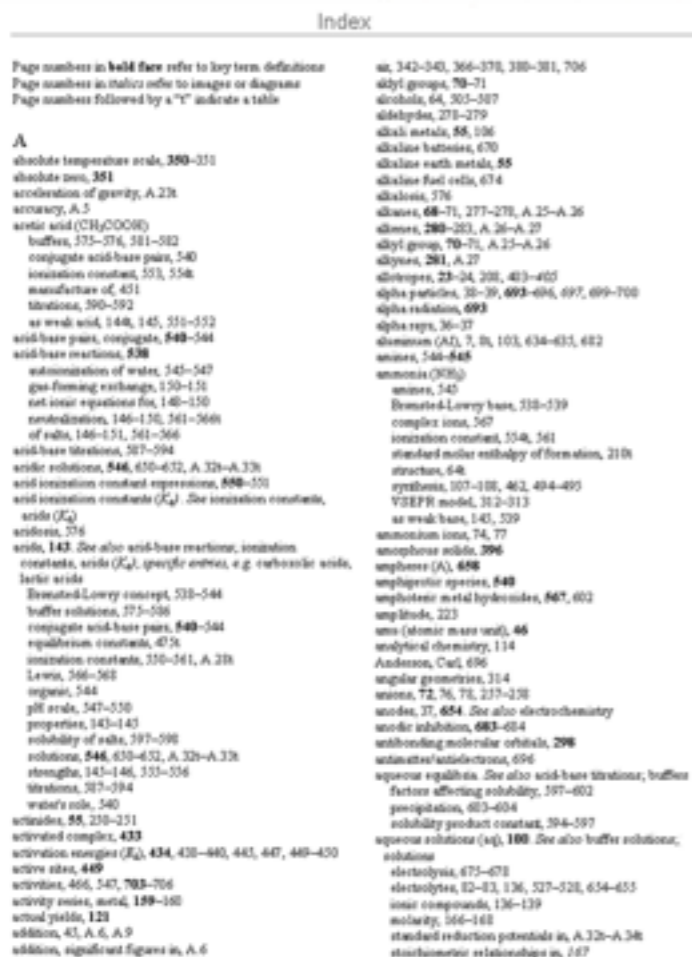 Index
Page numbers in bold face refer to key term definitions
Page numbers in italics refer to images or diagrams
Page numbers followed by a "t" indicate a table
A
absolute temperature scale, 350–351
absolute zero, 351
acceleration of gravity, A.23t
accuracy, A.5
acetic acid (CH₃COOH)
buffers, 575–576, 581–582
conjugate acid-base pairs, 540
ionization constant, 553, 554t
manufacture of, 451
titrations, 590–592
as weak acid, 144t, 145, 551–552
acid-base pairs, conjugate, 540–544
acid-base reactions, 538
autoionization of water, 545–547
gas-forming exchange, 150–151
net ionic equations for, 148–150
neutralization, 146–150, 561–566t
of salts, 146–151, 561–566
acid-base titrations, 587–594
acidic solutions, 546, 650–652, A.32t–A.33t
acid ionization constant expressions, 550–551
acid ionization constants (Kₐ). See ionization constants,
acids (Kₐ)
acidosis, 576
acids, 143. See also acid-base reactions; ionization
constants, acids (Kₐ); specific entries, e.g. carboxylic acids,
lactic acids
Brønsted-Lowry concept, 538–544
buffer solutions, 575–586
conjugate acid-base pairs, 540–544
equilibrium constants, 475t
ionization constants, 550–561, A.28t
Lewis, 566–568
organic, 544
pH scale, 547–550
properties, 143–145
solubility of salts, 597–598
solutions, 546, 650–652, A.32t–A.33t
strengths, 145–146, 555–556
titrations, 587–594
water's role, 540
actinides, 55, 250–251
activated complex, 433
activation energies (Eₐ), 434, 438–440, 445, 447, 449–450
active sites, 449
activities, 466, 547, 703–706
activity series, metal, 159–160
actual yields, 121
addition, 45, A.6, A.9
addition, significant figures in, A.6
air, 342–343, 366–370, 380–381, 706
aldyl groups, 70–71
alcohols, 64, 505–507
aldehydes, 278–279
alkali metals, 55, 106
alkaline batteries, 670
alkaline earth metals, 55
alkaline fuel cells, 674
alkalosis, 576
alkanes, 68–71, 277–278, A.25–A.26
alkenes, 280–283, A.26–A.27
alkyl group, 70–71, A.25–A.26
alkynes, 281, A.27
allotropes, 23–24, 208, 403–405
alpha particles, 38–39, 693–696, 697, 699–700
alpha radiation, 693
alpha rays, 36–37
aluminum (Al), 7, 8t, 103, 634–635, 682
amines, 544–545
ammonia (NH₃)
amines, 545
Brønsted-Lowry base, 538–539
complex ions, 567
ionization constant, 554t, 561
standard molar enthalpy of formation, 210t
structure, 64t
synthesis, 107–108, 462, 494–495
VSEPR model, 312–313
as weak base, 145, 539
ammonium ions, 74, 77
amorphous solids, 396
amperes (A), 658
amphiprotic species, 540
amphoteric metal hydroxides, 567, 602
amplitude, 223
amu (atomic mass unit), 46
analytical chemistry, 114
Anderson, Carl, 696
angular geometries, 314
anions, 72, 76, 78, 257–258
anodes, 37, 654. See also electrochemistry
anodic inhibition, 683–684
antibonding molecular orbitals, 298
antimatter/antielectrons, 696
aqueous equilibria. See also acid-base titrations; buffers
factors affecting solubility, 597–602
precipitation, 603–604
solubility product constant, 594–597
aqueous solutions (aq), 100. See also buffer solutions;
solutions
electrolysis, 675–678
electrolytes, 82–83, 136, 527–528, 654–655
ionic compounds, 136–139
molarity, 166–168
standard reduction potentials in, A.32t–A.34t
stoichiometric relationships in, 167